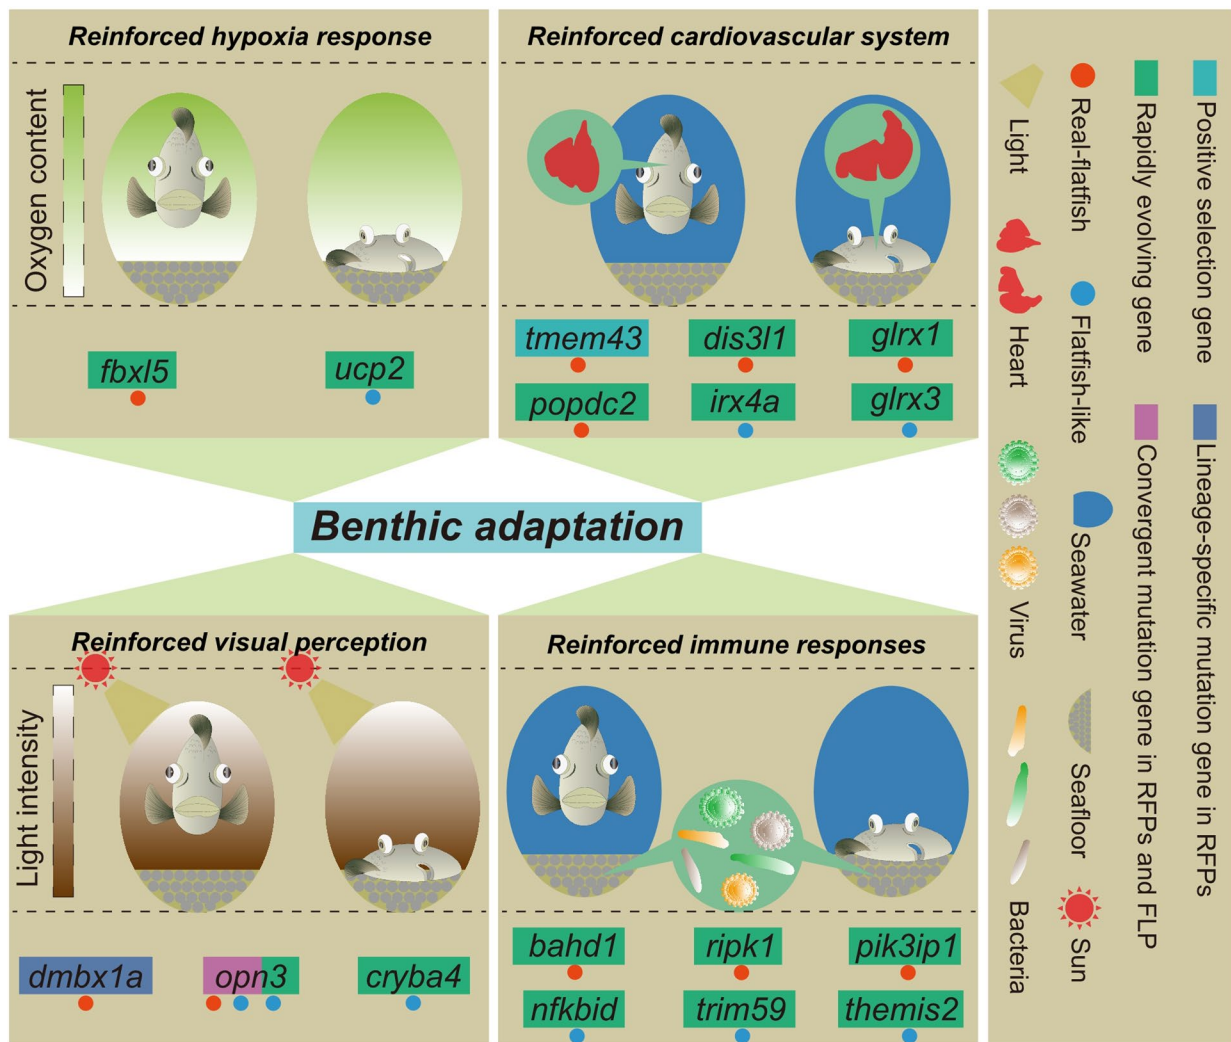 Reinforced hypoxia response
Oxygen content
fbxl5
ucp2
Reinforced cardiovascular system
tmem43
dis3l1
glrx1
popdc2
irx4a
glrx3
Benthic adaptation
Reinforced visual perception
Light intensity
dmbx1a
opn3
cryba4
Reinforced immune responses
bahd1
ripk1
pik3ip1
nfkbid
trim59
themis2
Positive selection gene
Lineage-specific mutation gene in RFPs
Rapidly evolving gene
Convergent mutation gene in RFPs and FLP
Real-flatfish
Flatfish-like
Seawater
Seafloor
Sun
Light
Heart
Virus
Bacteria